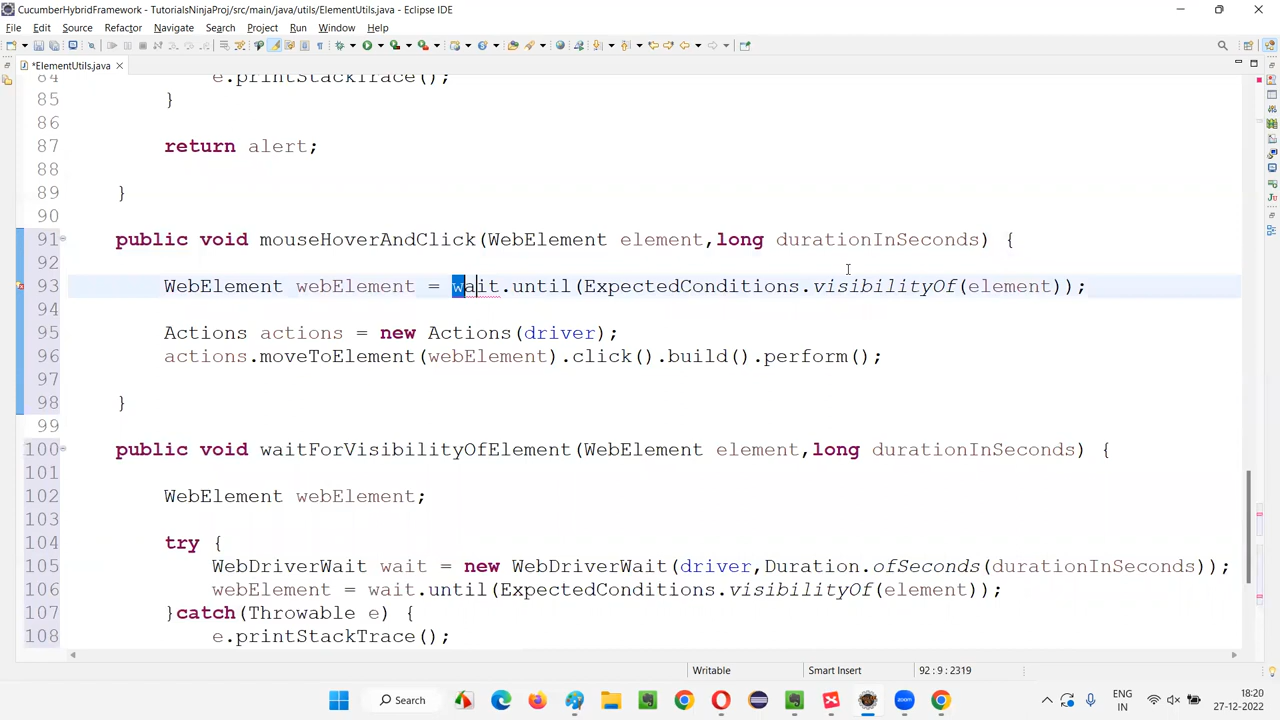 CucumberHybridFramework - TutorialsNinjaProj/src/main/java/utils/ElementUtils.java - Eclipse IDE
File Edit Source Refactor Navigate Search Project Run Window Help
*ElementUtils.java
84 e.printStackTrace();
85 }
86
87 return alert;
88
89 }
90
91 public void mouseHoverAndClick(WebElement element,long durationInSeconds) {
92
93 WebElement webElement = wait.until(ExpectedConditions.visibilityOf(element));
94
95 Actions actions = new Actions(driver);
96 actions.moveToElement(webElement).click().build().perform();
97
98 }
99
100 public void waitForVisibilityOfElement(WebElement element,long durationInSeconds) {
101
102 WebElement webElement;
103
104 try {
105 WebDriverWait wait = new WebDriverWait(driver,Duration.ofSeconds(durationInSeconds));
106 webElement = wait.until(ExpectedConditions.visibilityOf(element));
107 }catch(Throwable e) {
108 e.printStackTrace();
Writable Smart Insert 92 : 9 : 2319
Search
ENG
IN
18:20
27-12-2022